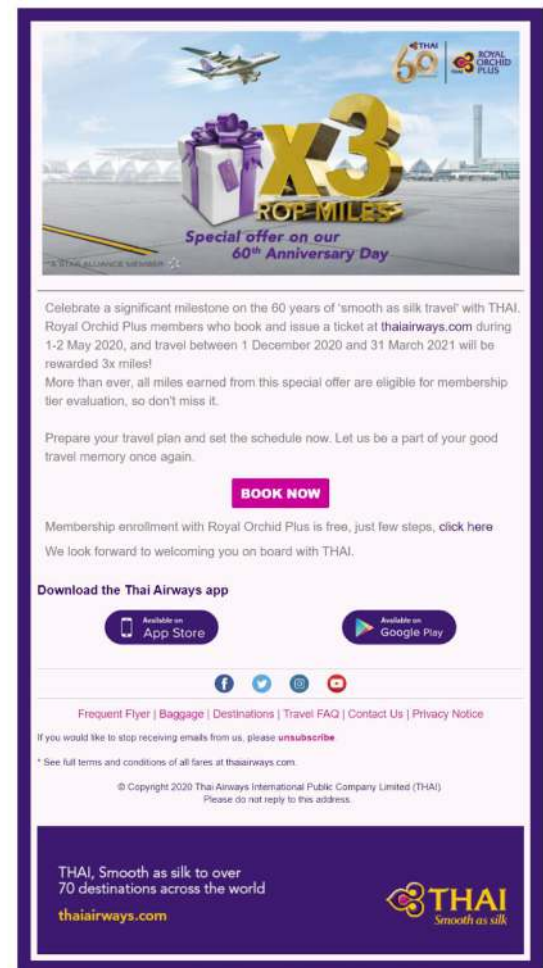 THAI
60
THAI
ROYAL
ORCHID
PLUS
x3
ROP MILES
Special offer on our
60th Anniversary Day
A STAR ALLIANCE MEMBER
Celebrate a significant milestone on the 60 years of 'smooth as silk travel' with THAI.
Royal Orchid Plus members who book and issue a ticket at thaiairways.com during
1-2 May 2020, and travel between 1 December 2020 and 31 March 2021 will be
rewarded 3x miles!
More than ever, all miles earned from this special offer are eligible for membership
tier evaluation, so don't miss it.
Prepare your travel plan and set the schedule now. Let us be a part of your good
travel memory once again.
BOOK NOW
Membership enrollment with Royal Orchid Plus is free, just few steps, click here
We look forward to welcoming you on board with THAI.
Download the Thai Airways app
Available on
App Store
Available on
Google Play
Frequent Flyer | Baggage | Destinations | Travel FAQ | Contact Us | Privacy Notice
If you would like to stop receiving emails from us, please unsubscribe.
* See full terms and conditions of all fares at thaiairways.com.
© Copyright 2020 Thai Airways International Public Company Limited (THAI)
Please do not reply to this address.
THAI, Smooth as silk to over
70 destinations across the world
thaiairways.com
THAI
Smooth as silk